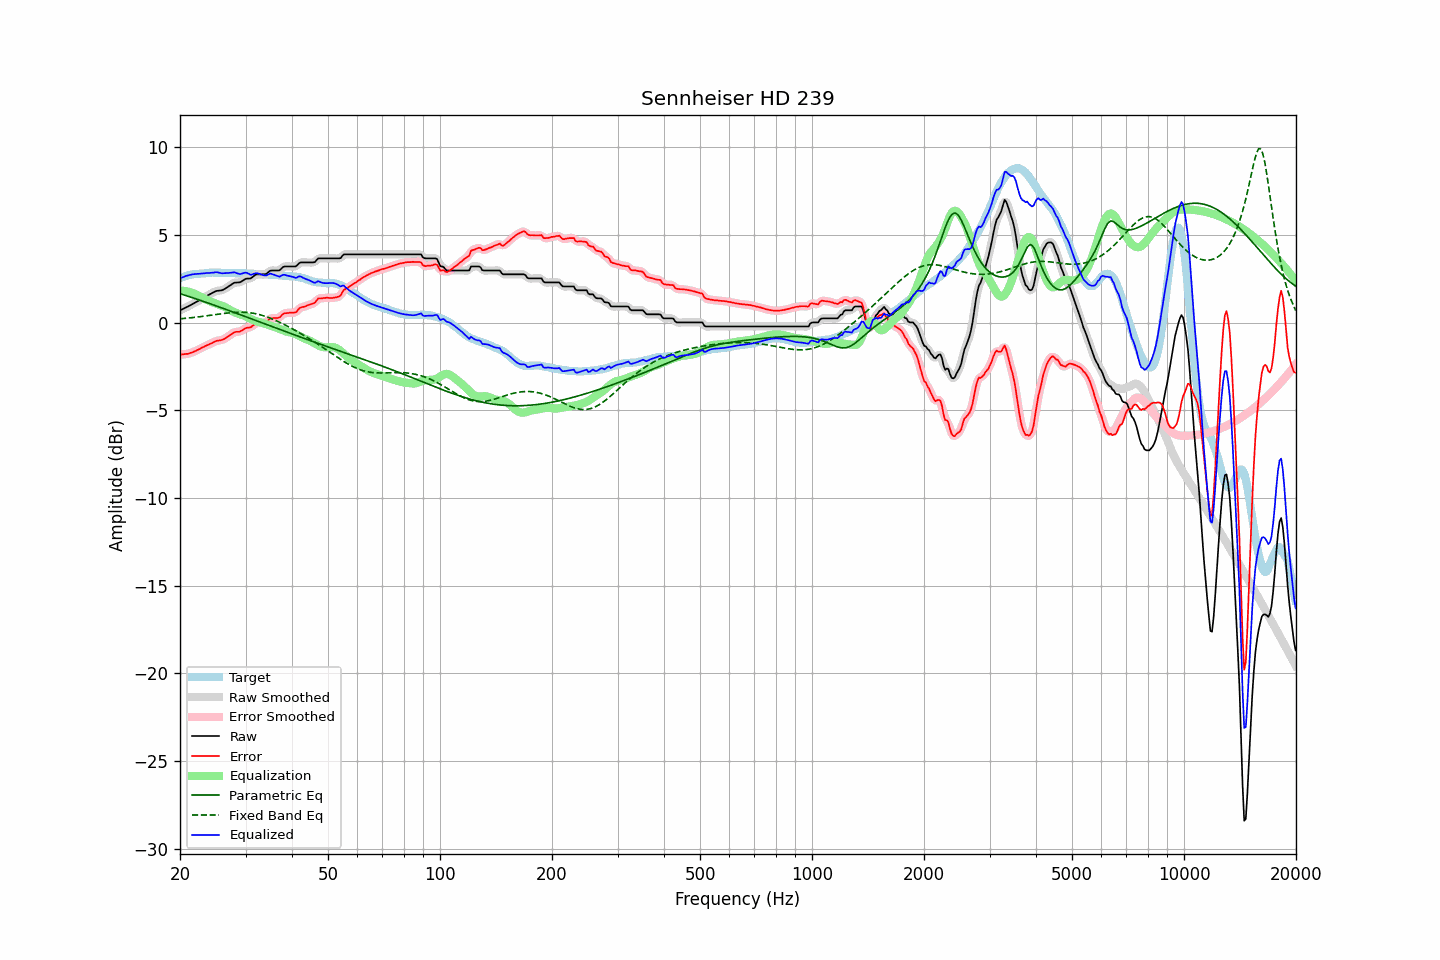 Sennheiser HD 239
10
5
0
−5
−10
−15
−20
−25
−30
Amplitude (dBr)
Target
Raw Smoothed
Error Smoothed
Raw
Error
Equalization
Parametric Eq
Fixed Band Eq
Equalized
20 50 100 200 500 1000 2000 5000 10000 20000
Frequency (Hz)